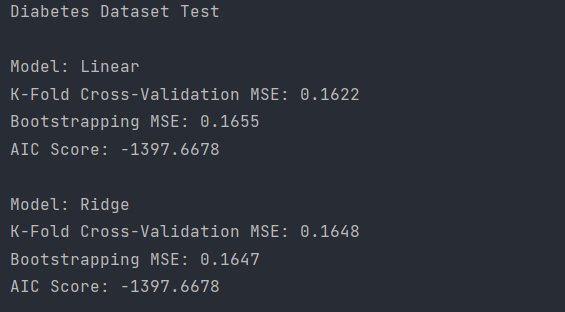 Diabetes Dataset Test
Model: Linear
K-Fold Cross-Validation MSE: 0.1622
Bootstrapping MSE: 0.1655
AIC Score: -1397.6678
Model: Ridge
K-Fold Cross-Validation MSE: 0.1648
Bootstrapping MSE: 0.1647
AIC Score: -1397.6678